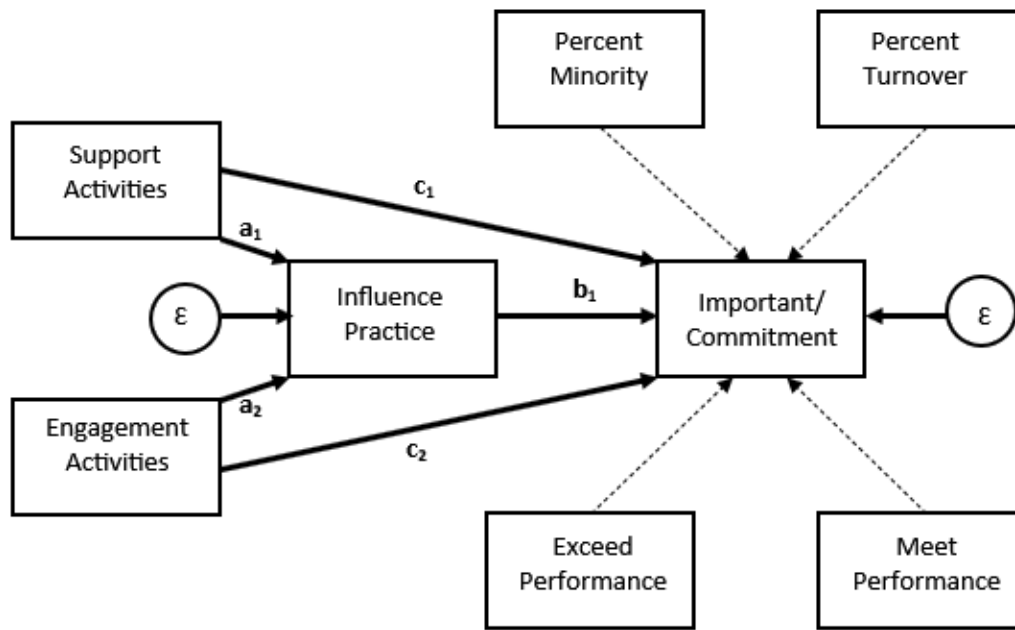 Percent
Minority
Percent
Turnover
Support
Activities
c₁
a₁
Influence
Practice
b₁
Important/
Commitment
ε
ε
Engagement
Activities
a₂
c₂
Exceed
Performance
Meet
Performance